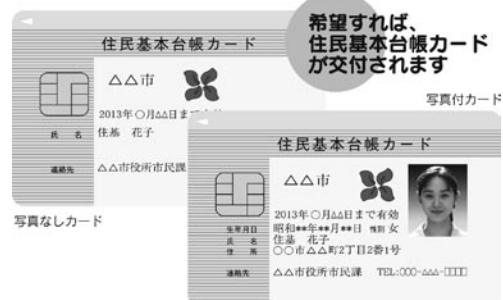 希望すれば、
住民基本台帳カード
が交付されます
住民基本台帳カード
△△市
2013年○月△△日まで有効
氏 名 住基 花子
連絡先 △△市役所市民課
写真なしカード
写真付カード
住民基本台帳カード
△△市
2013年○月△△日まで有効
生年月日 昭和**年**月**日 性別 女
氏 名 住基 花子
住 所 ○○市△△町2丁目2番1号
連絡先 △△市役所市民課 TEL:○○○-△△△-□□□□